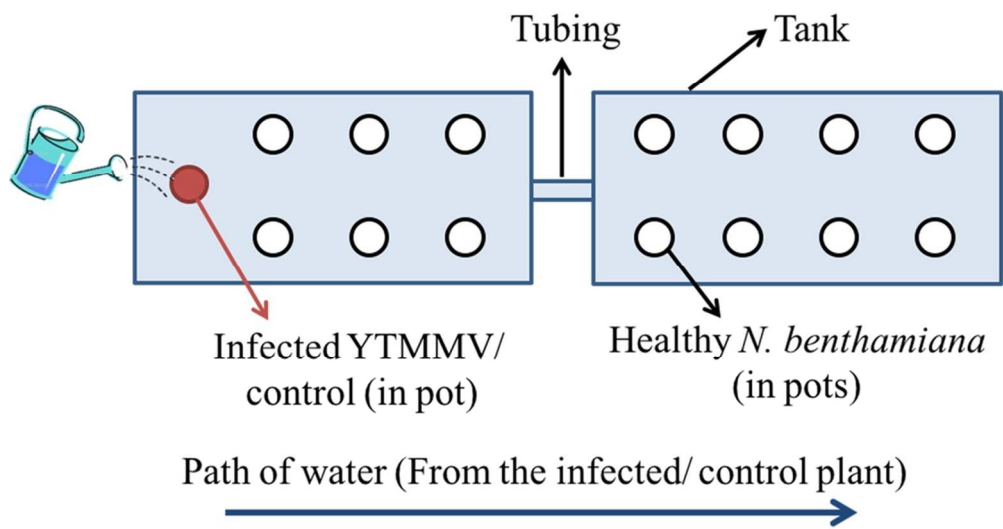 Tubing
Tank
Infected YTMMV/
control (in pot)
Healthy N. benthamiana
(in pots)
Path of water (From the infected/ control plant)